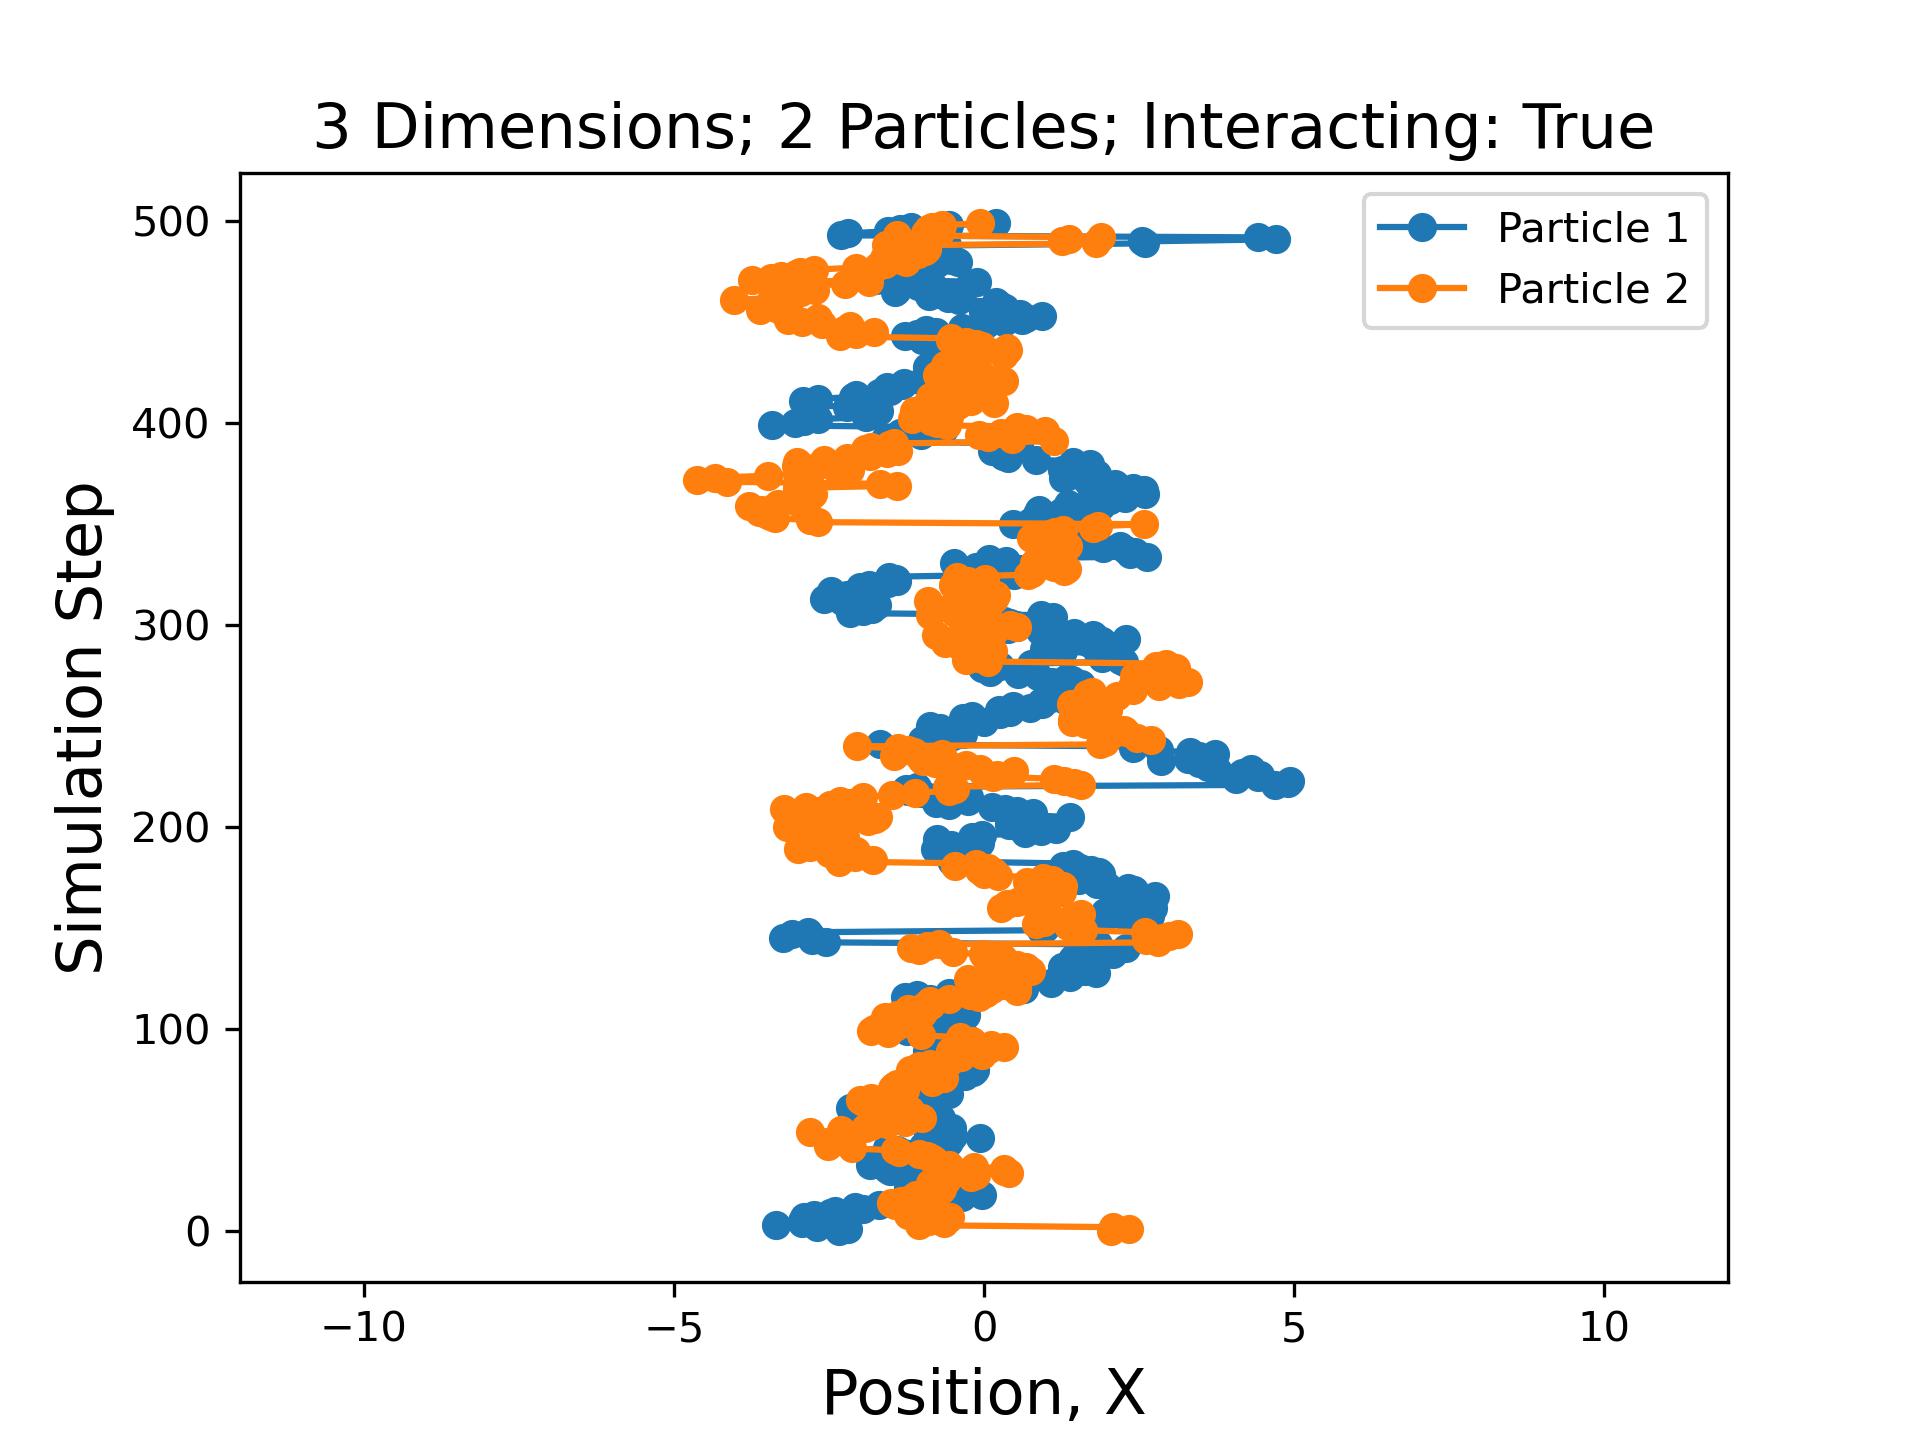 3 Dimensions; 2 Particles; Interacting: True
Particle 1
Particle 2
500
400
300
200
100
0
Simulation Step
−10
−5
0
5
10
Position, X